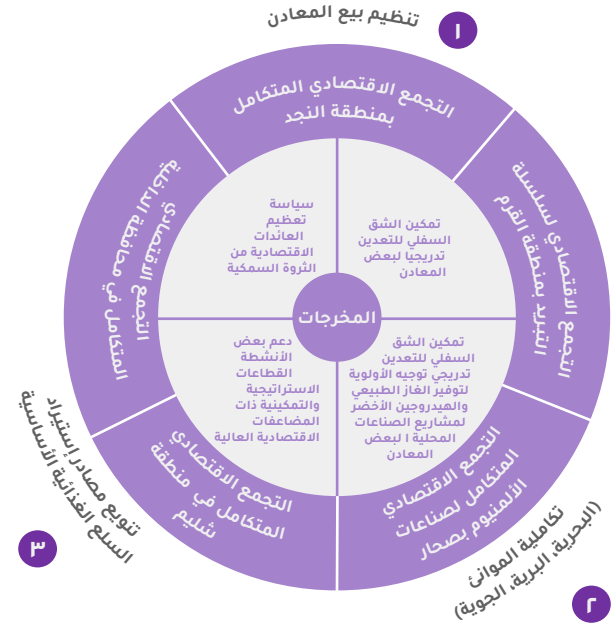 تنظيم بيع المعادن
١
التجمع الاقتصادي المتكامل
بمنطقة النجد
التجمع الاقتصادي لسلسلة
التبريد بمنطقة القرم
التجمع الاقتصادي
المتكامل لصناعات
الألمنيوم بصحار
التجمع الاقتصادي
المتكامل في منطقة
شليم
التجمع الاقتصادي
المتكامل في محافظة الداخلية
تمكين الشق
السفلي للتعدين
تدريجيا لبعض
المعادن
سياسة
تعظيم
العائدات
الاقتصادية من
الثروة السمكية
المخرجات
تمكين الشق
السفلي للتعدين
تدريجي توجيه الأولوية
لتوفير الغاز الطبيعي
والهيدروجين الأخضر
لمشاريع الصناعات
المحلية ا لبعض
المعادن
دعم بعض
الأنشطة
القطاعات
الاستراتيجية
والتمكينية ذات
المضاعفات
الاقتصادية العالية
تكاملية الموانئ
(البحرية، البرية، الجوية)
٢
تنويع مصادر إستيراد
السلع الغذائية الأساسية
٣